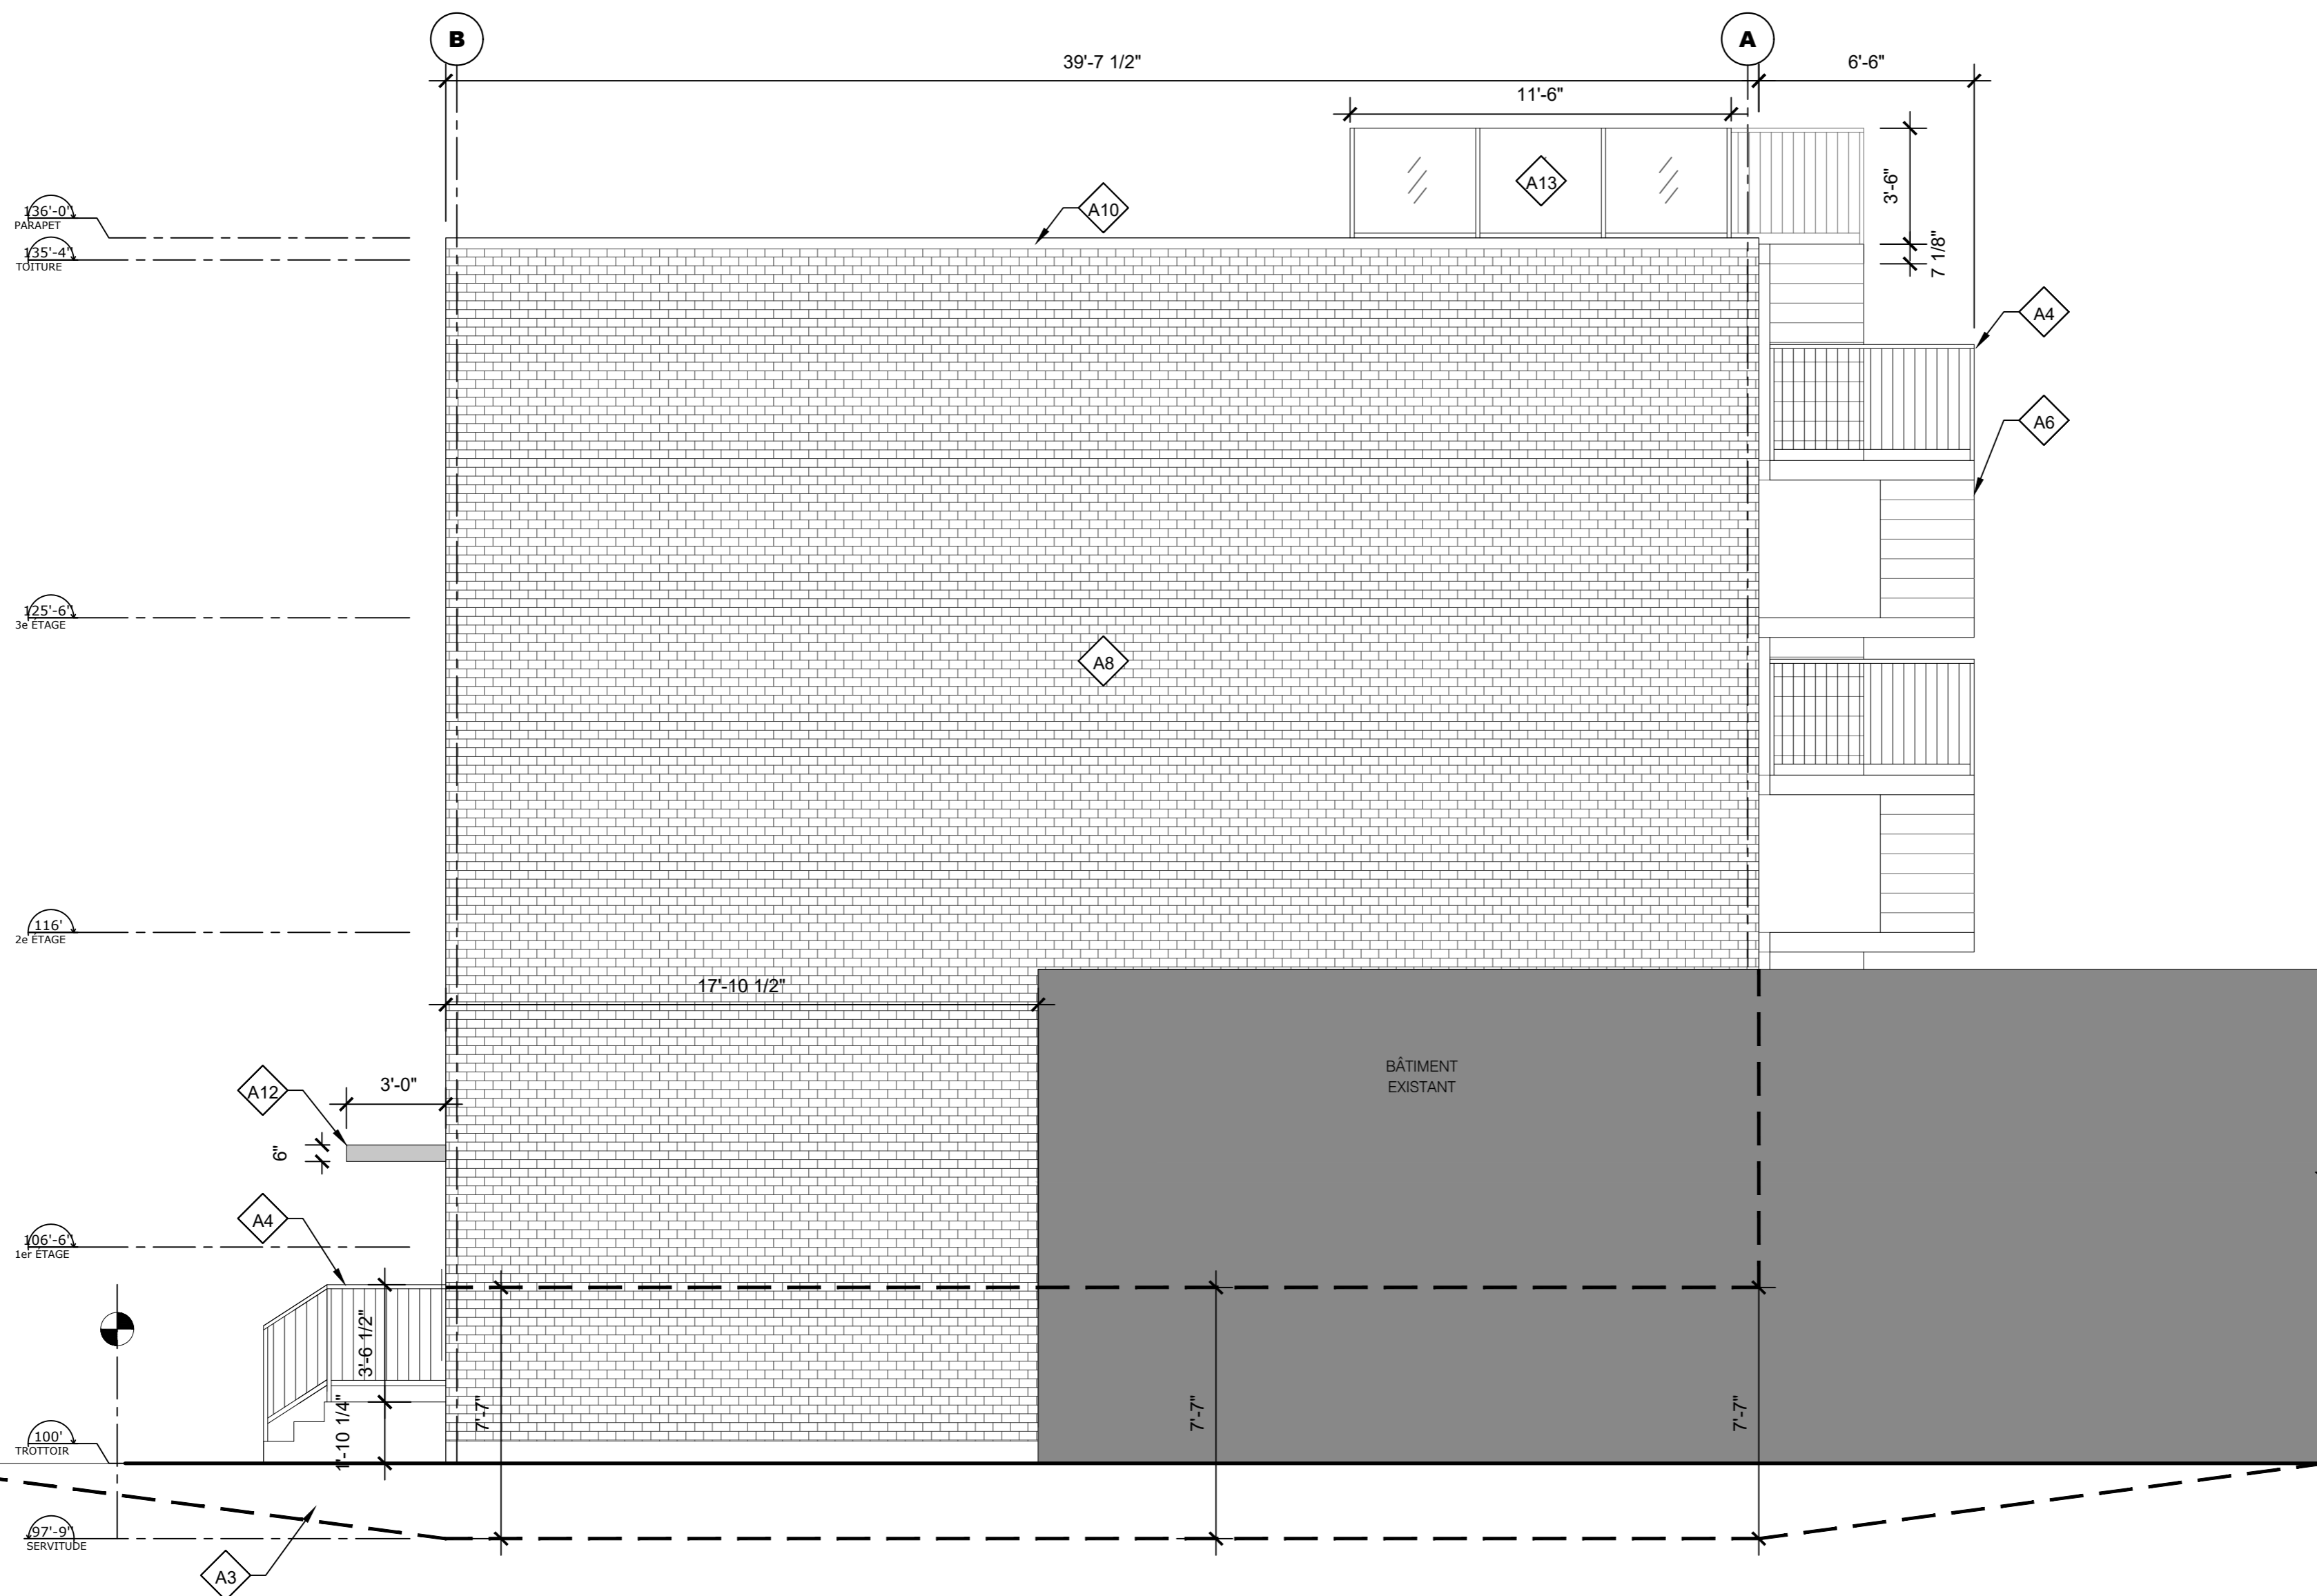 B
A
39'-7 1/2"
6'-6"
11'-6"
A13
3'-6"
7 1/8"
A10
136'-0"
PARAPET
135'-4"
TOITURE
A4
A6
125'-6"
3e ÉTAGE
A8
116'
2e ÉTAGE
17'-10 1/2"
BÂTIMENT
EXISTANT
A12
3'-0"
6"
A4
106'-6"
1er ÉTAGE
3'-6 1/2"
1'-10 1/4"
7'-7"
7'-7"
7'-7"
100'
TROTTOIR
97'-9"
SERVITUDE
A3